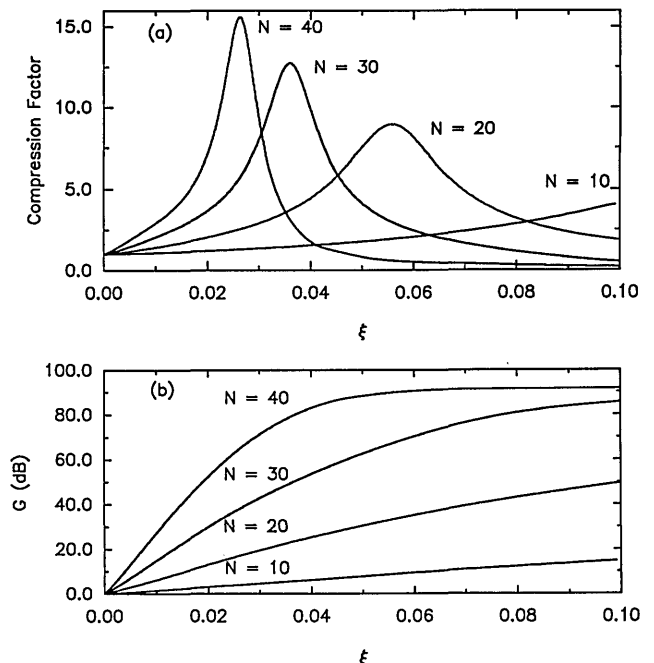 15.0
(a)
N = 40
N = 30
10.0
N = 20
Compression Factor
N = 10
5.0
0.0
0.00 0.02 0.04 0.06 0.08 0.10
ξ
100.0
(b)
N = 40
80.0
60.0
N = 30
G (dB)
40.0
N = 20
20.0
N = 10
0.0
0.00 0.02 0.04 0.06 0.08 0.10
ξ